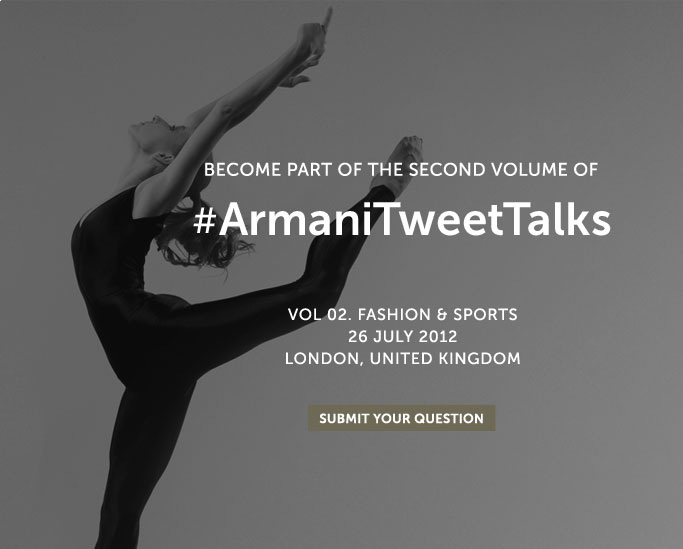 BECOME PART OF THE SECOND VOLUME OF
#ArmaniTweetTalks
VOL 02. FASHION & SPORTS
26 JULY 2012
LONDON, UNITED KINGDOM
SUBMIT YOUR QUESTION